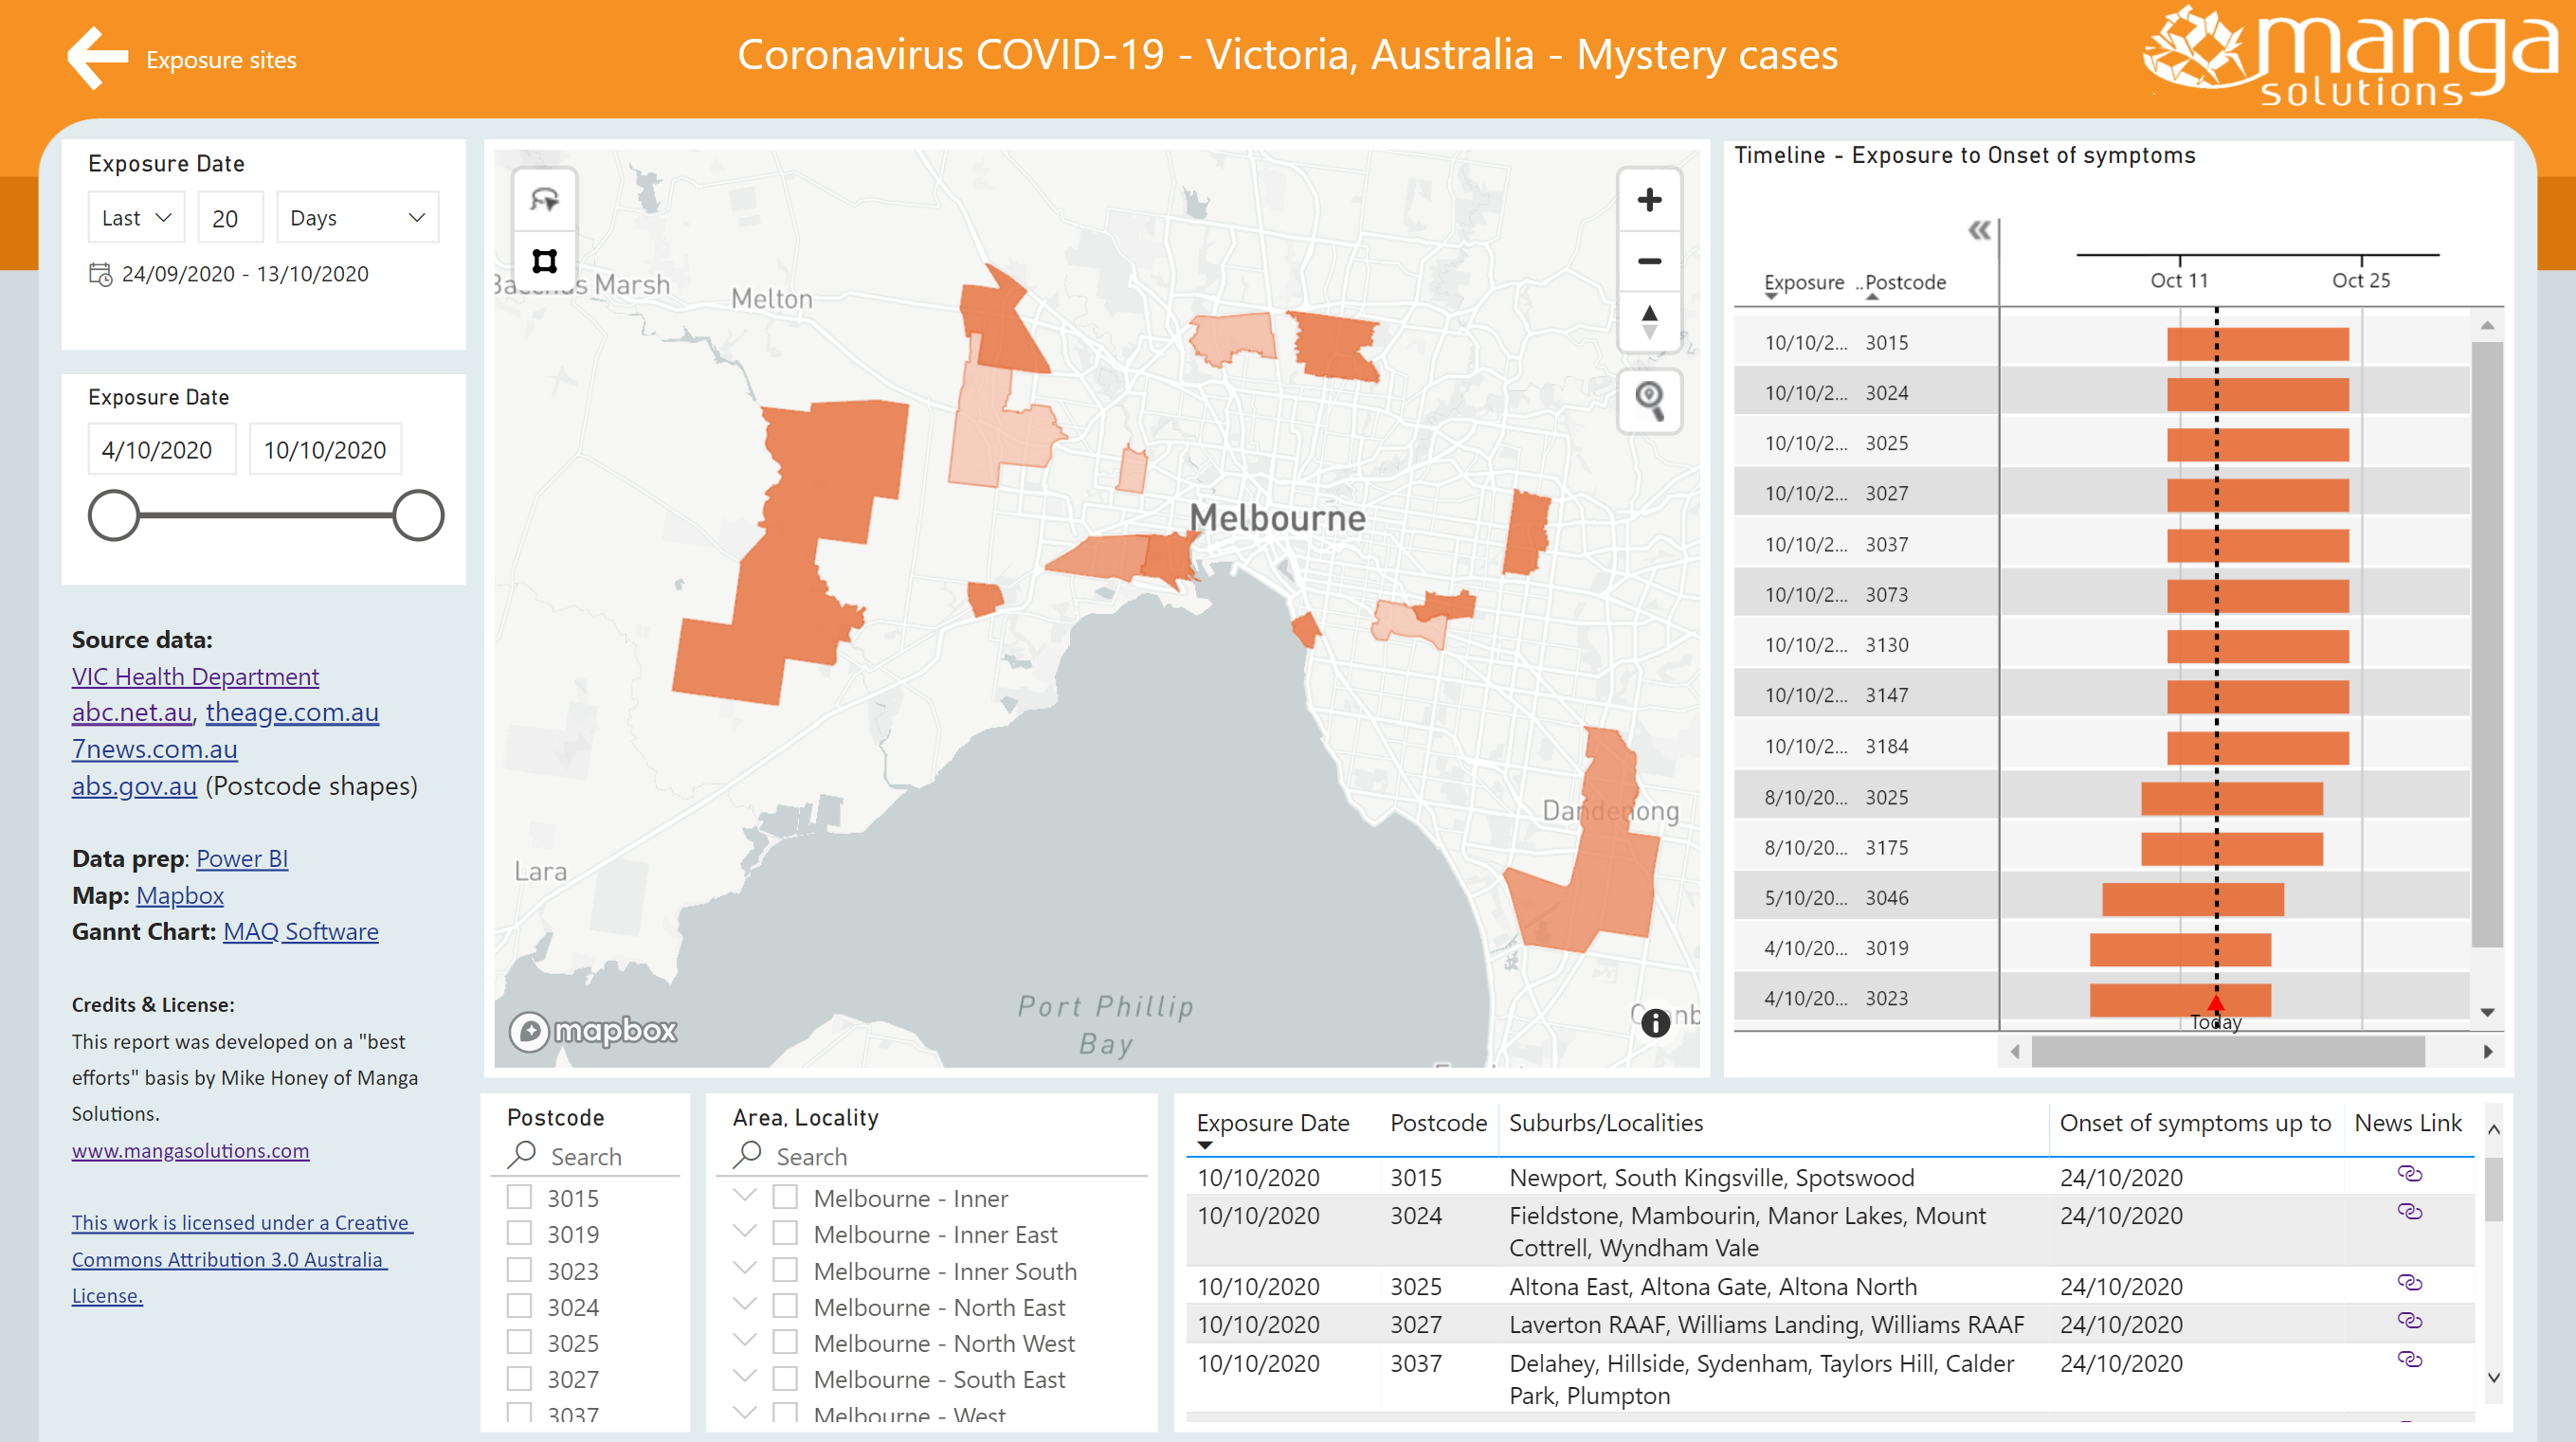 Exposure sites
Coronavirus COVID-19 - Victoria, Australia - Mystery cases
manga
solutions
Exposure Date
Last 20 Days
24/09/2020 - 13/10/2020
Exposure Date
4/10/2020 10/10/2020
Source data:
VIC Health Department
abc.net.au, theage.com.au
7news.com.au
abs.gov.au (Postcode shapes)
Data prep: Power BI
Map: Mapbox
Gannt Chart: MAQ Software
Credits & License:
This report was developed on a "best
efforts" basis by Mike Honey of Manga
Solutions.
www.mangasolutions.com
This work is licensed under a Creative
Commons Attribution 3.0 Australia
License.
Marsh
Melton
Melbourne
Dandenong
Lara
Port Phillip
Bay
mapbox
Timeline - Exposure to Onset of symptoms
Oct 11 Oct 25
Exposure .. Postcode
10/10/2... 3015
10/10/2... 3024
10/10/2... 3025
10/10/2... 3027
10/10/2... 3037
10/10/2... 3073
10/10/2... 3130
10/10/2... 3147
10/10/2... 3184
8/10/20... 3025
8/10/20... 3175
5/10/20... 3046
4/10/20... 3019
4/10/20... 3023
Today
Postcode
Search
3015
3019
3023
3024
3025
3027
3037
Area, Locality
Search
Melbourne - Inner
Melbourne - Inner East
Melbourne - Inner South
Melbourne - North East
Melbourne - North West
Melbourne - South East
Melbourne - West
Exposure Date Postcode Suburbs/Localities Onset of symptoms up to News Link
10/10/2020 3015 Newport, South Kingsville, Spotswood 24/10/2020
10/10/2020 3024 Fieldstone, Mambourin, Manor Lakes, Mount 24/10/2020
Cottrell, Wyndham Vale
10/10/2020 3025 Altona East, Altona Gate, Altona North 24/10/2020
10/10/2020 3027 Laverton RAAF, Williams Landing, Williams RAAF 24/10/2020
10/10/2020 3037 Delahey, Hillside, Sydenham, Taylors Hill, Calder 24/10/2020
Park, Plumpton